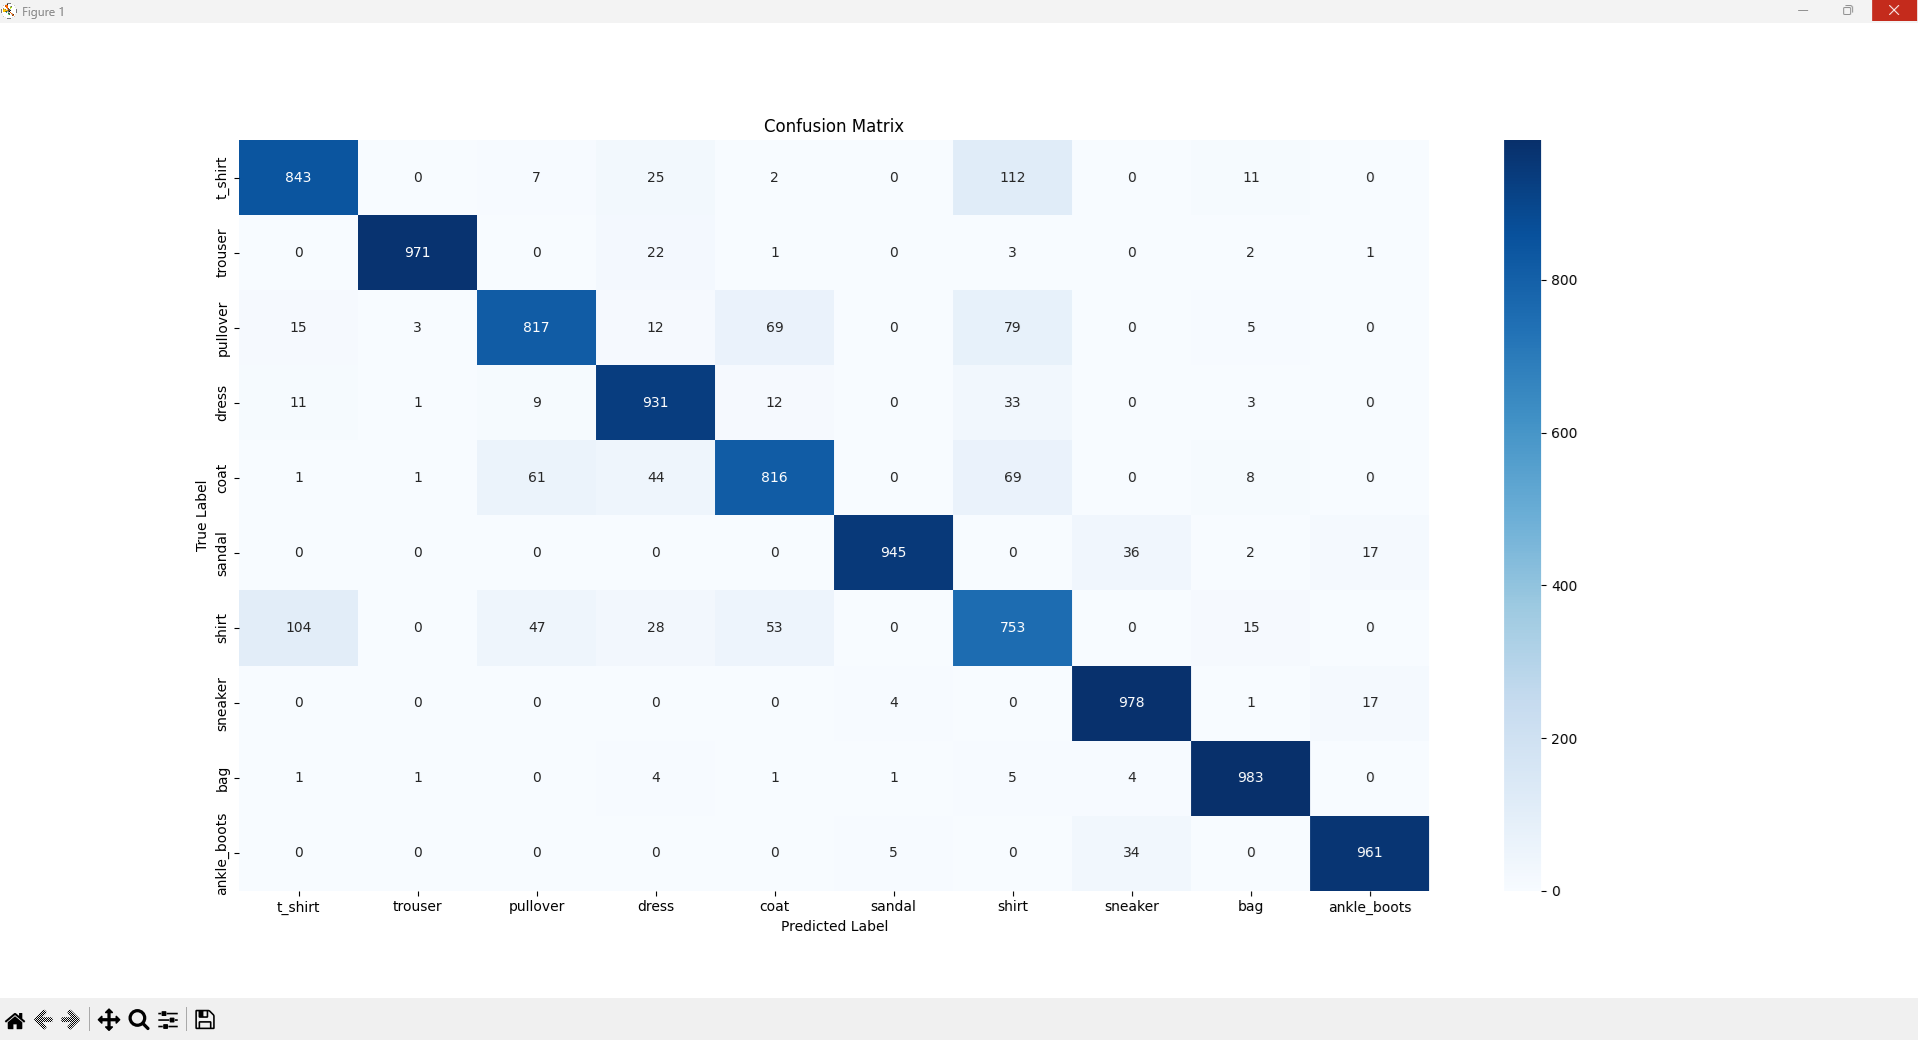 Figure 1
Confusion Matrix
t_shirt 843 0 7 25 2 0 112 0 11 0
trouser 0 971 0 22 1 0 3 0 2 1
800
pullover 15 3 817 12 69 0 79 0 5 0
dress 11 1 9 931 12 0 33 0 3 0
600
True Label
coat 1 1 61 44 816 0 69 0 8 0
sandal 0 0 0 0 0 945 0 36 2 17
400
shirt 104 0 47 28 53 0 753 0 15 0
sneaker 0 0 0 0 0 4 0 978 1 17
200
bag 1 1 0 4 1 1 5 4 983 0
ankle_boots 0 0 0 0 0 5 0 34 0 961
0
t_shirt trouser pullover dress coat sandal shirt sneaker bag ankle_boots
Predicted Label